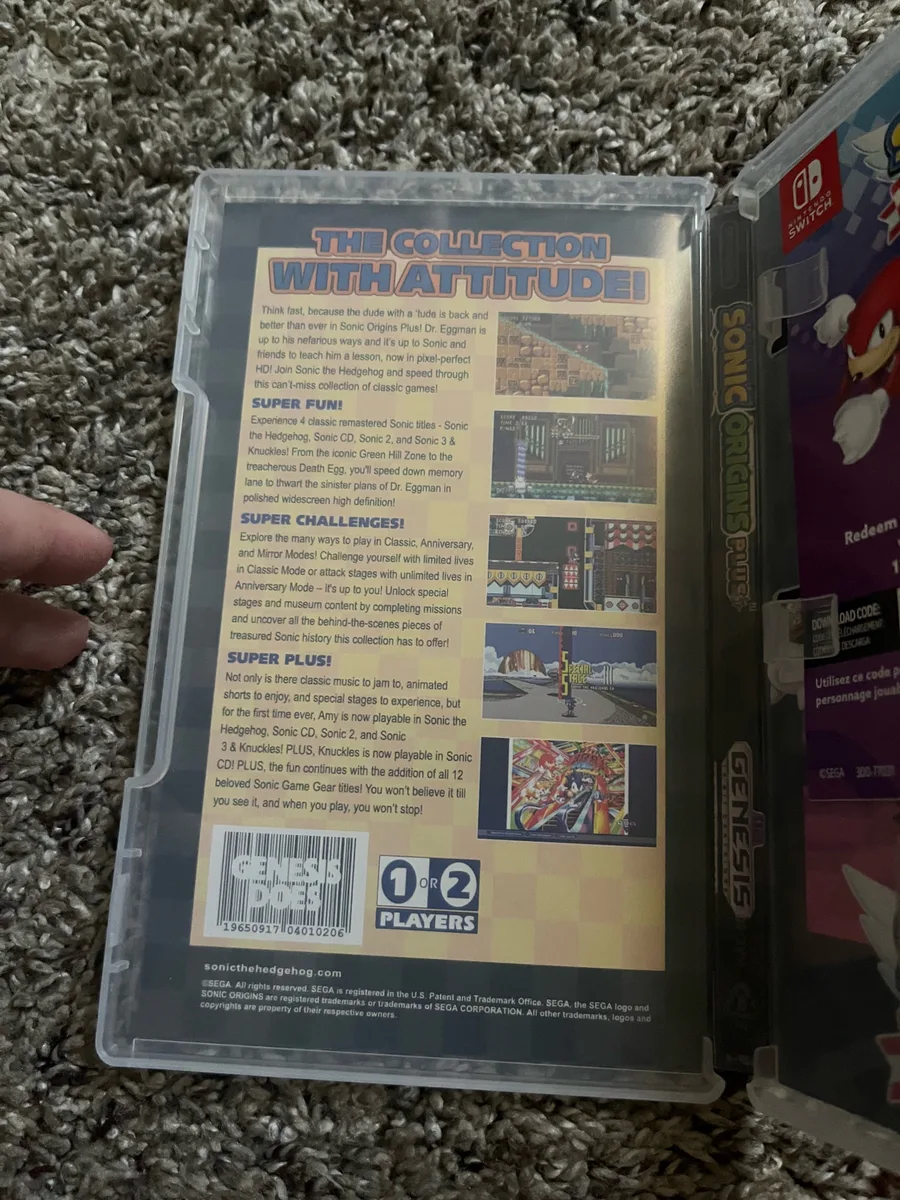 THE COLLECTION
WITH ATTITUDE!
Think fast, because the dude with a 'tude is back and
better than ever in Sonic Origins Plus! Dr. Eggman is
up to his nefarious ways and it's up to Sonic and
friends to teach him a lesson, now in pixel-perfect
HD! Join Sonic the Hedgehog and speed through
this can't-miss collection of classic games!
SUPER FUN!
Experience 4 classic remastered Sonic titles - Sonic
the Hedgehog, Sonic CD, Sonic 2, and Sonic 3 &
Knuckles! From the iconic Green Hill Zone to the
treacherous Death Egg, you'll speed down memory
lane to thwart the sinister plans of Dr. Eggman in
polished widescreen high definition!
SUPER CHALLENGES!
Explore the many ways to play in Classic, Anniversary,
and Mirror Modes! Challenge yourself with limited lives
in Classic Mode or attack stages with unlimited lives in
Anniversary Mode – it's up to you! Unlock special
stages and museum content by completing missions
and uncover all the behind-the-scenes pieces of
treasured Sonic history this collection has to offer!
SUPER PLUS!
Not only is there classic music to jam to, animated
shorts to enjoy, and special stages to experience, but
for the first time ever, Amy is now playable in Sonic the
Hedgehog, Sonic CD, Sonic 2, and Sonic
3 & Knuckles! PLUS, Knuckles is now playable in Sonic
CD! PLUS, the fun continues with the addition of all 12
beloved Sonic Game Gear titles! You won't believe it till
you see it, and when you play, you won't stop!
SPECIAL
STAGE
GENESIS
DOES
19650917 04010206
1 OR 2
PLAYERS
sonicthehedgehog.com
©SEGA. All rights reserved. SEGA is registered in the U.S. Patent and Trademark Office. SEGA, the SEGA logo and
SONIC ORIGINS are registered trademarks or trademarks of SEGA CORPORATION. All other trademarks, logos and
copyrights are property of their respective owners.
SONIC ORIGINS PLUS
GENESIS
NINTENDO
SWITCH
Redeem
DOWNLOAD CODE:
TÉLÉCHARGEMENT
DESCARGA
Utilisez ce code p
personnage joual
©SEGA